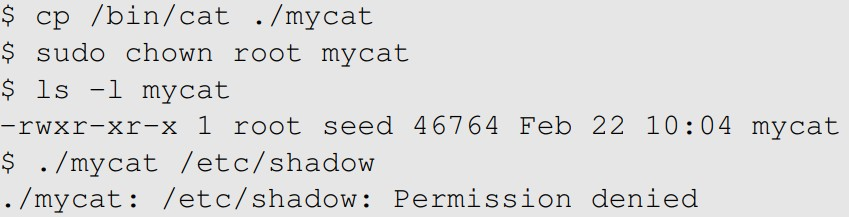 $ cp /bin/cat ./mycat
$ sudo chown root mycat
$ ls -l mycat
-rwxr-xr-x 1 root seed 46764 Feb 22 10:04 mycat
$ ./mycat /etc/shadow
./mycat: /etc/shadow: Permission denied